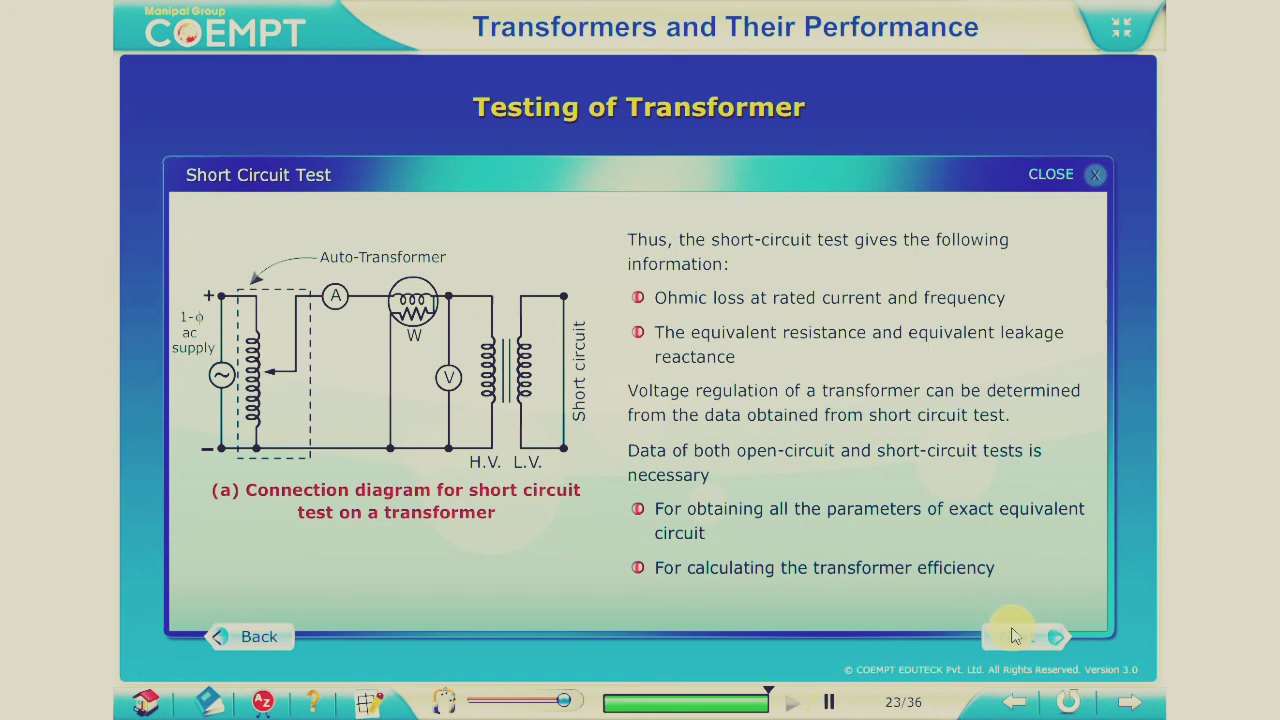 Manipal Group
COEMPT
Transformers and Their Performance
Testing of Transformer
Short Circuit Test
CLOSE X
Auto-Transformer
+
A
W
1-ϕ
ac
supply
~
V
Short circuit
−
H.V. L.V.
(a) Connection diagram for short circuit
test on a transformer
Thus, the short-circuit test gives the following
information:
Ohmic loss at rated current and frequency
The equivalent resistance and equivalent leakage
reactance
Voltage regulation of a transformer can be determined
from the data obtained from short circuit test.
Data of both open-circuit and short-circuit tests is
necessary
For obtaining all the parameters of exact equivalent
circuit
For calculating the transformer efficiency
Back
© COEMPT EDUTECK Pvt. Ltd. All Rights Reserved. Version 3.0
AZ
?
23/36